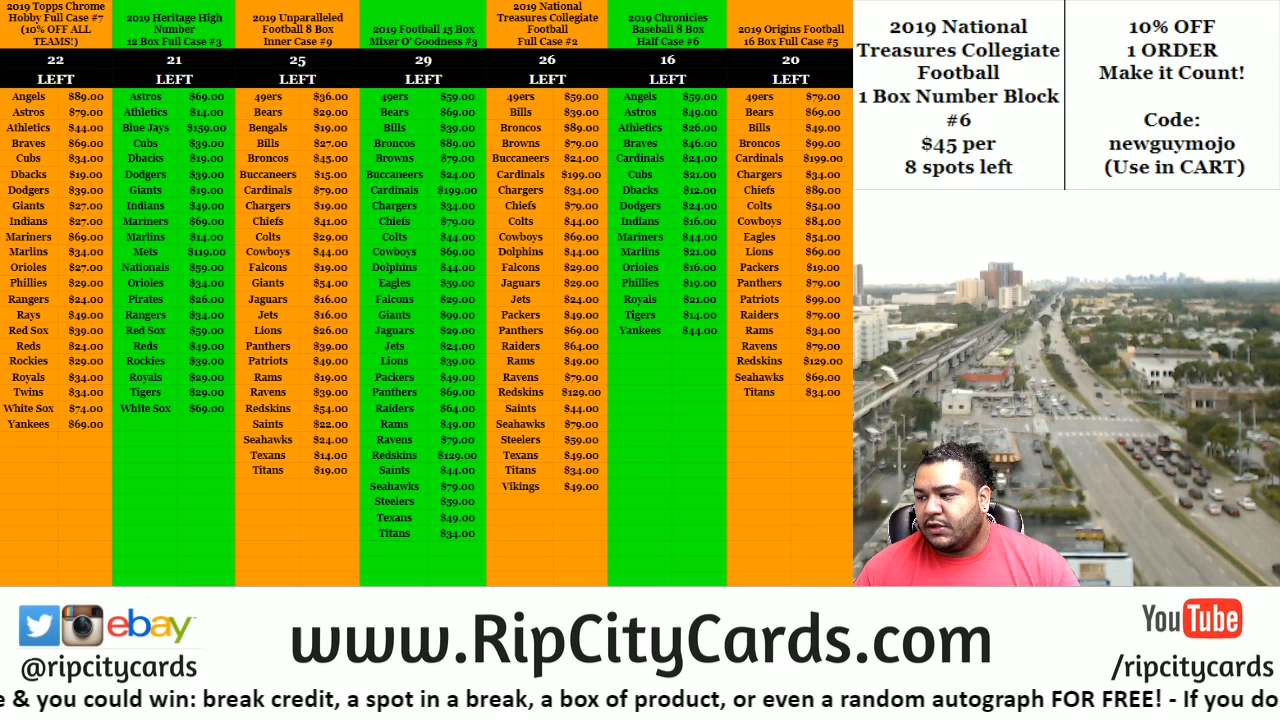 2019 Topps Chrome
Hobby Full Case #7
(10% OFF ALL
TEAMS!)
22
LEFT
Angels $89.00
Astros $79.00
Athletics $44.00
Braves $69.00
Cubs $34.00
Dbacks $19.00
Dodgers $39.00
Giants $27.00
Indians $27.00
Mariners $69.00
Marlins $34.00
Orioles $27.00
Phillies $29.00
Rangers $24.00
Rays $49.00
Red Sox $39.00
Reds $24.00
Rockies $29.00
Royals $34.00
Twins $34.00
White Sox $74.00
Yankees $69.00
2019 Heritage High
Number
12 Box Full Case #3
21
LEFT
Astros $69.00
Athletics $14.00
Blue Jays $159.00
Cubs $39.00
Dbacks $19.00
Dodgers $39.00
Giants $19.00
Indians $49.00
Mariners $69.00
Marlins $14.00
Mets $119.00
Nationals $59.00
Orioles $34.00
Pirates $26.00
Rangers $34.00
Red Sox $59.00
Reds $49.00
Rockies $39.00
Royals $29.00
Tigers $29.00
White Sox $69.00
2019 Unparalleled
Football 8 Box
Inner Case #9
25
LEFT
49ers $36.00
Bears $29.00
Bengals $19.00
Bills $27.00
Broncos $45.00
Buccaneers $15.00
Cardinals $79.00
Chargers $19.00
Chiefs $41.00
Colts $29.00
Cowboys $44.00
Falcons $19.00
Giants $54.00
Jaguars $16.00
Jets $16.00
Lions $26.00
Panthers $39.00
Patriots $49.00
Rams $19.00
Ravens $39.00
Redskins $54.00
Saints $22.00
Seahawks $24.00
Texans $14.00
Titans $19.00
2019 Football 15 Box
Mixer O' Goodness #3
29
LEFT
49ers $59.00
Bears $69.00
Bills $39.00
Broncos $89.00
Browns $79.00
Buccaneers $24.00
Cardinals $199.00
Chargers $34.00
Chiefs $79.00
Colts $44.00
Cowboys $69.00
Dolphins $44.00
Eagles $59.00
Falcons $29.00
Giants $99.00
Jaguars $29.00
Jets $24.00
Lions $39.00
Packers $49.00
Panthers $69.00
Raiders $64.00
Rams $49.00
Ravens $79.00
Redskins $129.00
Saints $44.00
Seahawks $79.00
Steelers $59.00
Texans $49.00
Titans $34.00
2019 National
Treasures Collegiate
Football
Full Case #2
26
LEFT
49ers $59.00
Bills $39.00
Broncos $89.00
Browns $79.00
Buccaneers $24.00
Cardinals $199.00
Chargers $34.00
Chiefs $79.00
Colts $44.00
Cowboys $69.00
Dolphins $44.00
Falcons $29.00
Jaguars $29.00
Jets $24.00
Packers $49.00
Panthers $69.00
Raiders $64.00
Rams $49.00
Ravens $79.00
Redskins $129.00
Saints $44.00
Seahawks $79.00
Steelers $59.00
Texans $49.00
Titans $34.00
Vikings $49.00
2019 Chronicles
Baseball 8 Box
Half Case #6
16
LEFT
Angels $59.00
Astros $49.00
Athletics $26.00
Braves $46.00
Cardinals $24.00
Cubs $21.00
Dbacks $12.00
Dodgers $24.00
Indians $16.00
Mariners $44.00
Marlins $21.00
Orioles $16.00
Phillies $19.00
Royals $21.00
Tigers $14.00
Yankees $44.00
2019 Origins Football
16 Box Full Case #5
20
LEFT
49ers $79.00
Bears $69.00
Bills $49.00
Broncos $99.00
Cardinals $199.00
Chargers $34.00
Chiefs $89.00
Colts $54.00
Cowboys $84.00
Eagles $54.00
Lions $69.00
Packers $19.00
Panthers $79.00
Patriots $99.00
Raiders $79.00
Rams $34.00
Ravens $79.00
Redskins $129.00
Seahawks $69.00
Titans $34.00
2019 National
Treasures Collegiate
Football
1 Box Number Block
#6
$45 per
8 spots left
10% OFF
1 ORDER
Make it Count!
Code:
newguymojo
(Use in CART)
ebay
@ripcitycards
www.RipCityCards.com
YouTube
/ripcitycards
e & you could win: break credit, a spot in a break, a box of product, or even a random autograph FOR FREE! - If you do